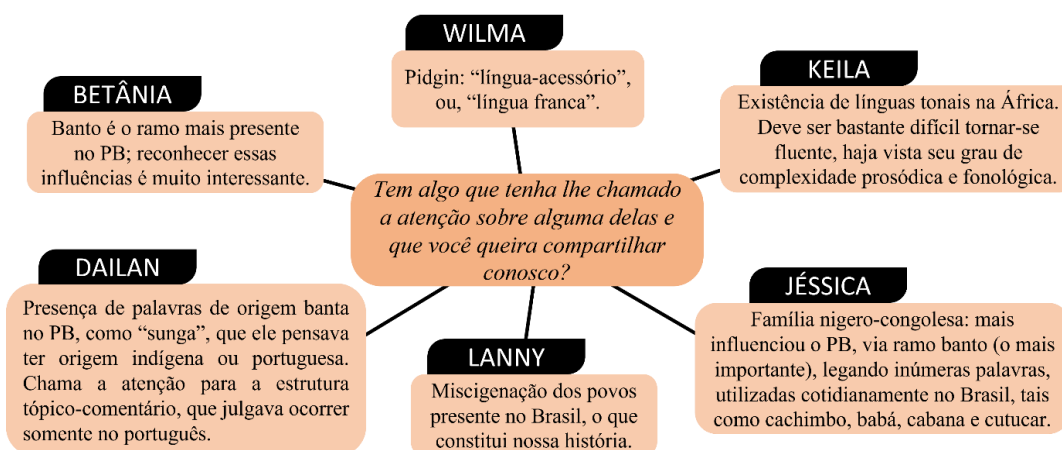 WILMA
Pidgin: “língua-acessório”,
ou, “língua franca”.
KEILA
Existência de línguas tonais na África.
Deve ser bastante difícil tornar-se
fluente, haja vista seu grau de
complexidade prosódica e fonológica.
BETÂNIA
Banto é o ramo mais presente
no PB; reconhecer essas
influências é muito interessante.
Tem algo que tenha lhe chamado
a atenção sobre alguma delas e
que você queira compartilhar
conosco?
DAILAN
Presença de palavras de origem banta
no PB, como “sunga”, que ele pensava
ter origem indígena ou portuguesa.
Chama a atenção para a estrutura
tópico-comentário, que julgava ocorrer
somente no português.
LANNY
Miscigenação dos povos
presente no Brasil, o que
constitui nossa história.
JÉSSICA
Família nigero-congolesa: mais
influenciou o PB, via ramo banto (o mais
importante), legando inúmeras palavras,
utilizadas cotidianamente no Brasil, tais
como cachimbo, babá, cabana e cutucar.